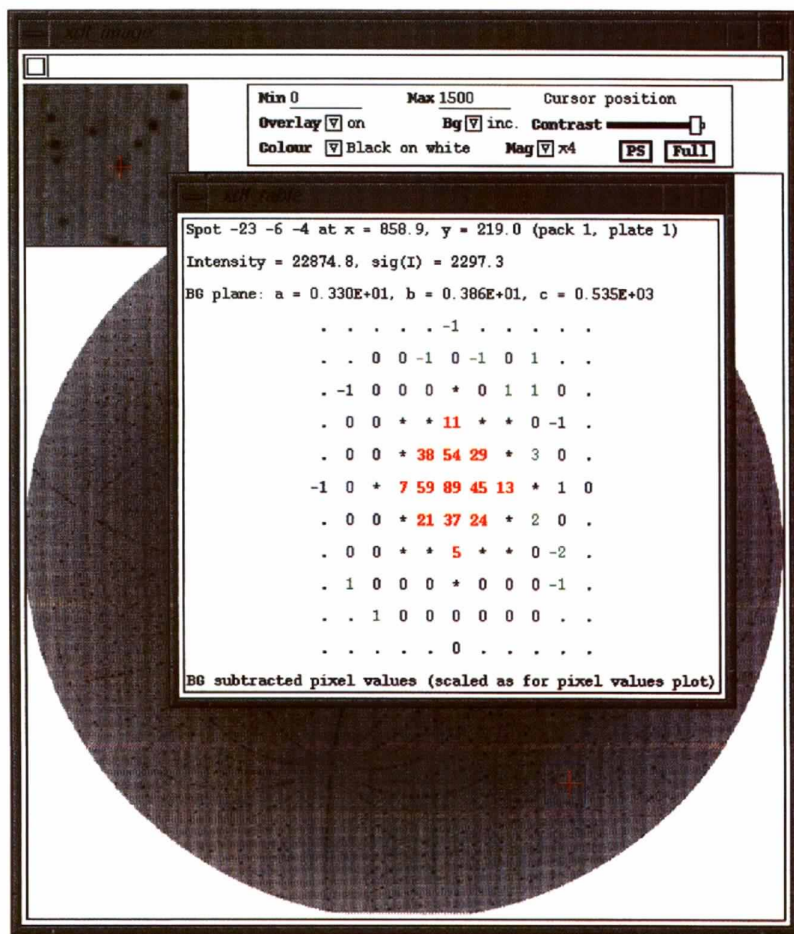 xdl_image
Min 0 Max 1500 Cursor position
Overlay on Bg inc. Contrast
Colour Black on white Mag x4 PS Full
xdl_table
Spot -23 -6 -4 at x = 858.9, y = 219.0 (pack 1, plate 1)
Intensity = 22874.8, sig(I) = 2297.3
BG plane: a = 0.330E+01, b = 0.386E+01, c = 0.535E+03
. . . . . -1 . . . . .
. . 0 0 -1 0 -1 0 1 . .
. -1 0 0 0 * 0 1 1 0 .
. 0 0 * * 11 * * 0 -1 .
. 0 0 * 38 54 29 * 3 0 .
-1 0 * 7 59 89 45 13 * 1 0
. 0 0 * 21 37 24 * 2 0 .
. 0 0 * * 5 * * 0 -2 .
. 1 0 0 0 * 0 0 0 -1 .
. . 1 0 0 0 0 0 0 . .
. . . . . 0 . . . . .
BG subtracted pixel values (scaled as for pixel values plot)